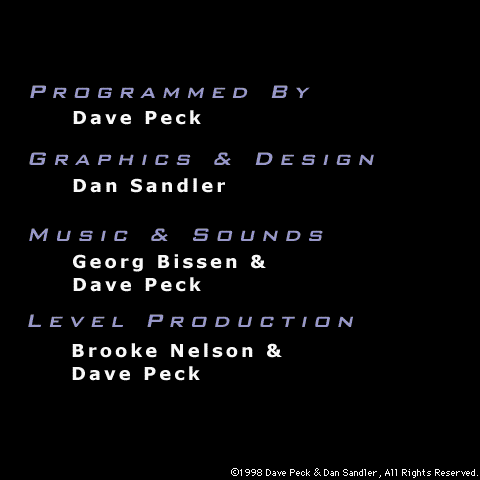 Programmed By
Dave Peck
Graphics & Design
Dan Sandler
Music & Sounds
Georg Bissen &
Dave Peck
Level Production
Brooke Nelson &
Dave Peck
©1998 Dave Peck & Dan Sandler, All Rights Reserved.